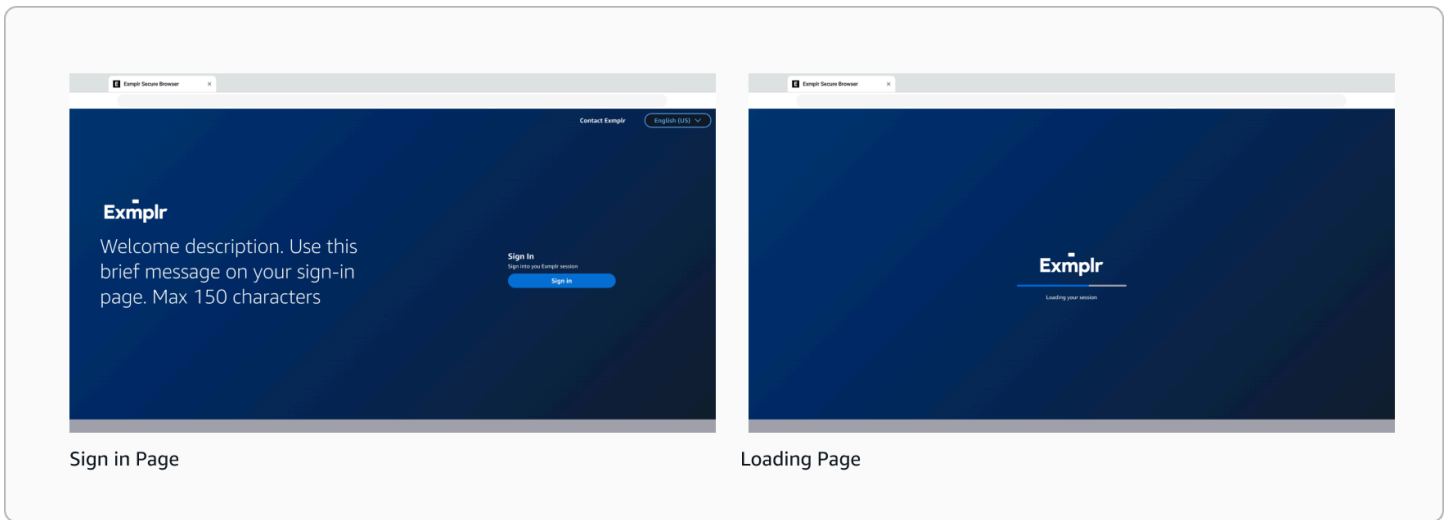 Exmplr Secure Browser
Contact Exmplr
English (US)
Exmplr
Welcome description. Use this
brief message on your sign-in
page. Max 150 characters
Sign In
Sign into you Exmplr session
Sign in
Sign in Page
Exmplr Secure Browser
Exmplr
Loading your session
Loading Page